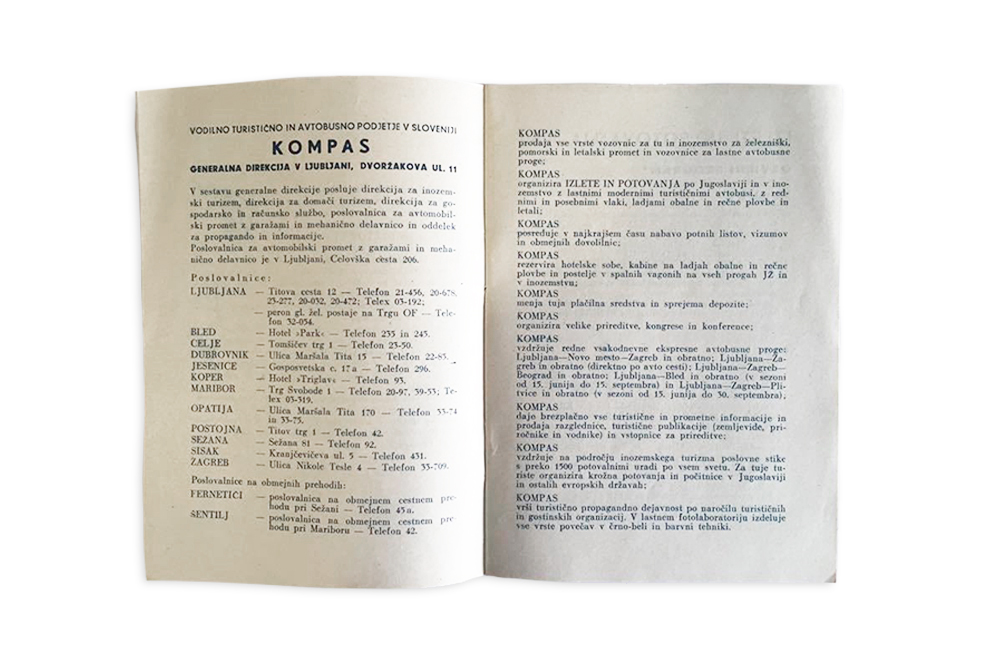 VODILNO TURISTIČNO IN AVTOBUSNO PODJETJE V SLOVENIJI
KOMPAS
GENERALNA DIREKCIJA V LJUBLJANI, DVORŽAKOVA UL. 11
V sestavu generalne direkcije posluje direkcija za inozem-
ski turizem, direkcija za domači turizem, direkcija za go-
spodarsko in računsko službo, poslovalnica za avtomobil-
ski promet z garažami in mehanično delavnico in oddelek
za propagando in informacije.
Poslovalnica za avtomobilski promet z garažami in meha-
nično delavnico je v Ljubljani, Celovška cesta 206.
Poslovalnice:
LJUBLJANA — Titova cesta 12 — Telefon 21-456, 20-678,
23-277, 20-032, 20-472; Telex 03-192;
— peron gl. žel. postaje na Trgu OF — Tele-
fon 32-054.
BLED — Hotel »Park« — Telefon 235 in 245.
CELJE — Tomšičev trg 1 — Telefon 23-50.
DUBROVNIK — Ulica Maršala Tita 15 — Telefon 22-83.
JESENICE — Gosposvetska c. 17 a — Telefon 296.
KOPER — Hotel »Triglav« — Telefon 93.
MARIBOR — Trg Svobode 1 — Telefon 20-97, 39-53; Te-
lex 03-319.
OPATIJA — Ulica Maršala Tita 170 — Telefon 33-74
in 33-75.
POSTOJNA — Titov trg 1 — Telefon 42.
SEŽANA — Sežana 81 — Telefon 92.
SISAK — Kranjčevičeva ul. 5 — Telefon 431.
ZAGREB — Ulica Nikole Tesle 4 — Telefon 33-709.
Poslovalnice na obmejnih prehodih:
FERNETIČI — poslovalnica na obmejnem cestnem pre-
hodu pri Sežani — Telefon 45 a.
ŠENTILJ — poslovalnica na obmejnem cestnem pre-
hodu pri Mariboru — Telefon 42.
KOMPAS
prodaja vse vrste vozovnic za tu in inozemstvo za železniški,
pomorski in letalski promet in vozovnice za lastne avtobusne
proge;
KOMPAS
organizira IZLETE IN POTOVANJA po Jugoslaviji in v ino-
zemstvo z lastnimi modernimi turističnimi avtobusi, z red-
nimi in posebnimi vlaki, ladjami obalne in rečne plovbe in
letali;
KOMPAS
posreduje v najkrajšem času nabavo potnih listov, vizumov
in obmejnih dovolilnic;
KOMPAS
rezervira hotelske sobe, kabine na ladjah obalne in rečne
plovbe in postelje v spalnih vagonih na vseh progah JŽ in
v inozemstvu;
KOMPAS
menja tuja plačilna sredstva in sprejema depozite;
KOMPAS
organizira velike prireditve, kongrese in konference;
KOMPAS
vzdržuje redne vsakodnevne ekspresne avtobusne proge:
Ljubljana—Novo mesto—Zagreb in obratno; Ljubljana—Za-
greb in obratno (direktno po avto cesti); Ljubljana—Zagreb—
Beograd in obratno; Ljubljana—Bled in obratno (v sezoni
od 15. junija do 15. septembra) in Ljubljana—Zagreb—Pli-
tvice in obratno (v sezoni od 15. junija do 30. septembra);
KOMPAS
daje brezplačno vse turistične in prometne informacije in
prodaja razglednice, turistične publikacije (zemljevide, pri-
ročnike in vodnike) in vstopnice za prireditve;
KOMPAS
vzdržuje na področju inozemskega turizma poslovne stike
s preko 1500 potovalnimi uradi po vsem svetu. Za tuje tu-
riste organizira krožna potovanja in počitnice v Jugoslaviji
in ostalih evropskih državah;
KOMPAS
vrši turistično propagandno dejavnost po naročilu turističnih
in gostinskih organizacij. V lastnem fotolaboratoriju izdeluje
vse vrste povečav v črno-beli in barvni tehniki.